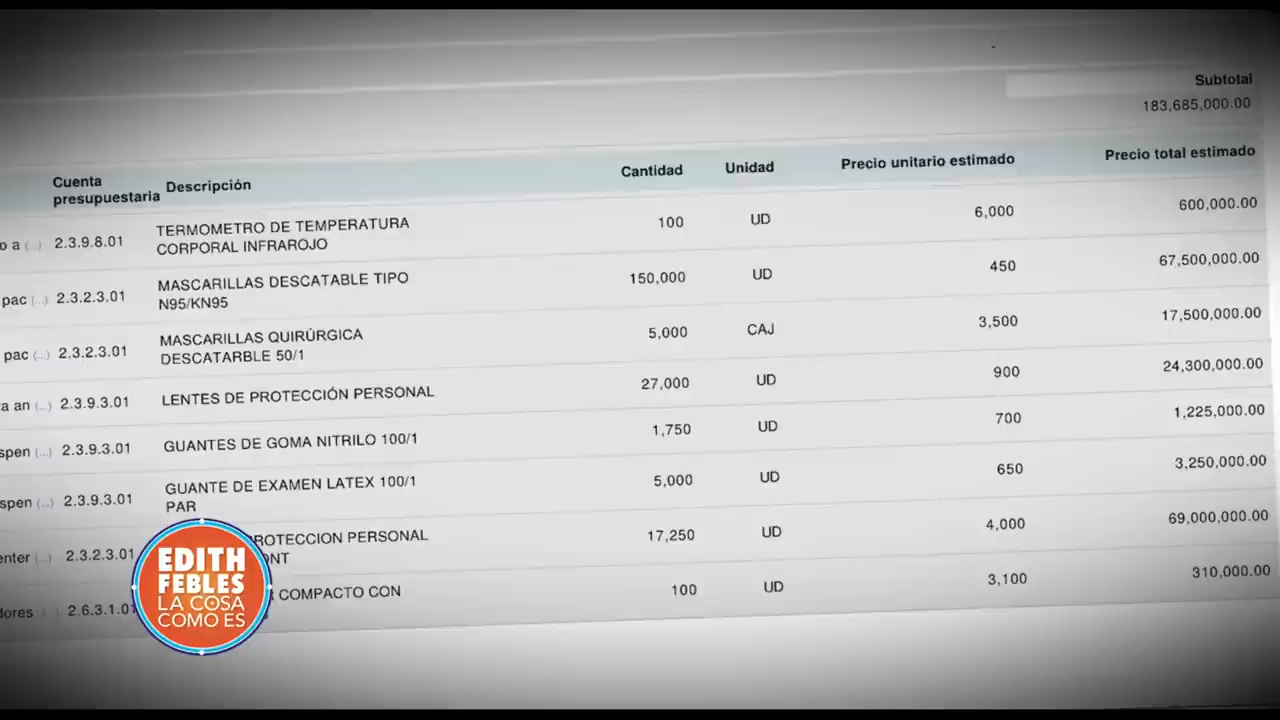 Subtotal
183,685,000.00
Cuenta presupuestaria Descripción Cantidad Unidad Precio unitario estimado Precio total estimado
o a (...) 2.3.9.8.01 TERMOMETRO DE TEMPERATURA 100 UD 6,000 600,000.00
CORPORAL INFRAROJO
pac (...) 2.3.2.3.01 MASCARILLAS DESCATABLE TIPO 150,000 UD 450 67,500,000.00
N95/KN95
pac (...) 2.3.2.3.01 MASCARILLAS QUIRÚRGICA 5,000 CAJ 3,500 17,500,000.00
DESCATARBLE 50/1
a an (...) 2.3.9.3.01 LENTES DE PROTECCIÓN PERSONAL 27,000 UD 900 24,300,000.00
spen (...) 2.3.9.3.01 GUANTES DE GOMA NITRILO 100/1 1,750 UD 700 1,225,000.00
spen (...) 2.3.9.3.01 GUANTE DE EXAMEN LATEX 100/1 5,000 UD 650 3,250,000.00
PAR
enter (...) 2.3.2.3.01 ROTECCION PERSONAL 17,250 UD 4,000 69,000,000.00
ONT
dores 2.6.3.1.01 COMPACTO CON 100 UD 3,100 310,000.00
EDITH
FEBLES
LA COSA
COMO ES